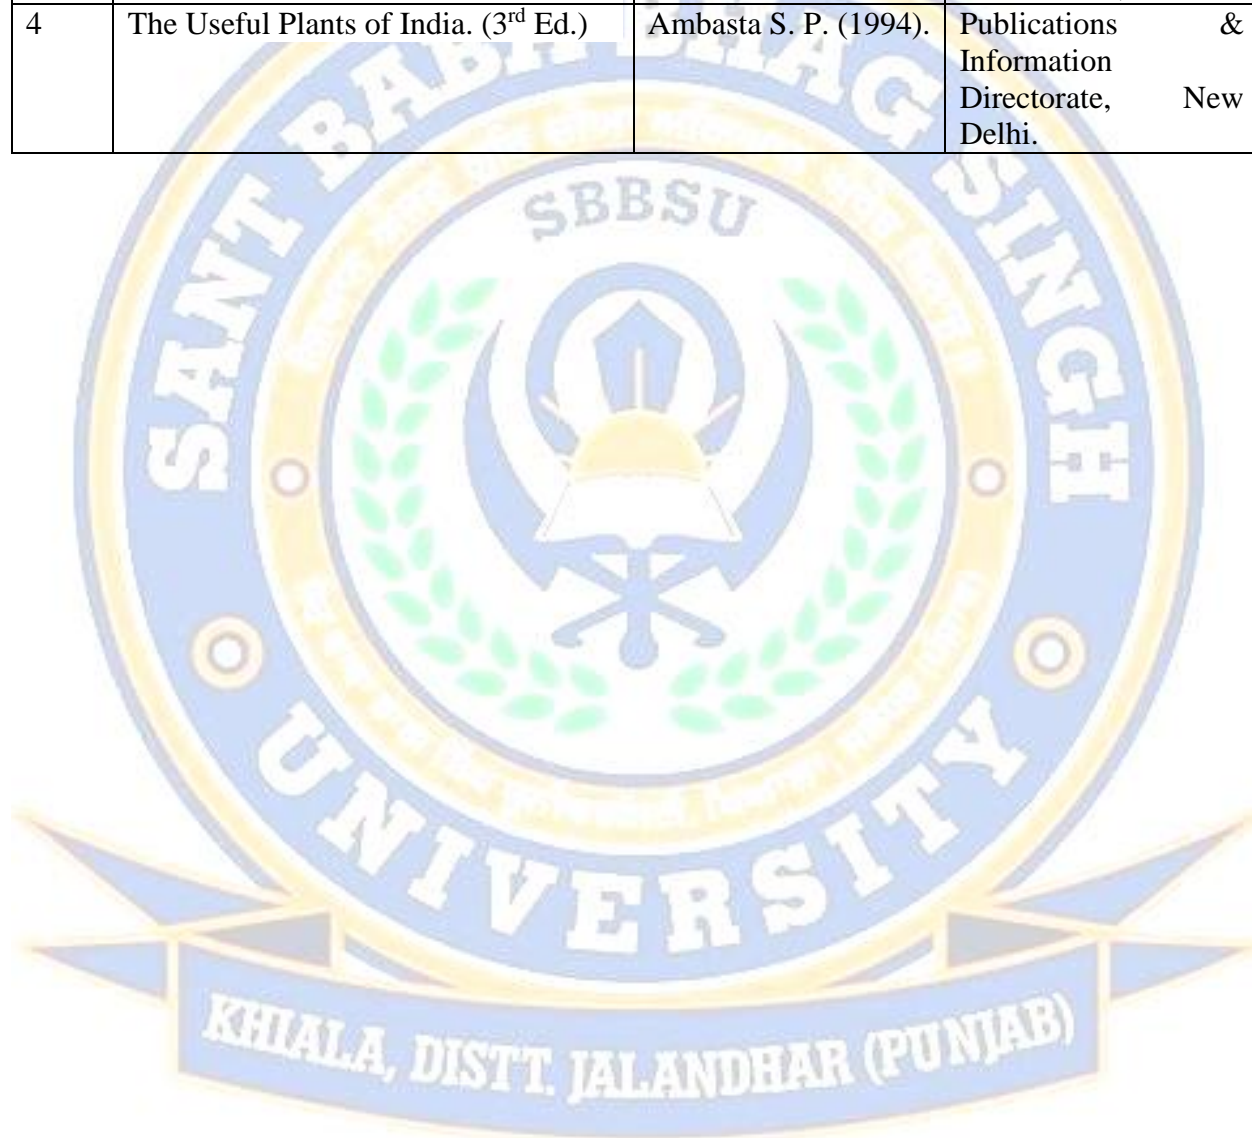 4 The Useful Plants of India. (3rd Ed.) Ambasta S. P. (1994). Publications &
Information
Directorate, New
Delhi.
SANT BABA BHAG SINGH
SBBSU
UNIVERSITY
KHIALA, DISTT. JALANDHAR (PUNJAB)